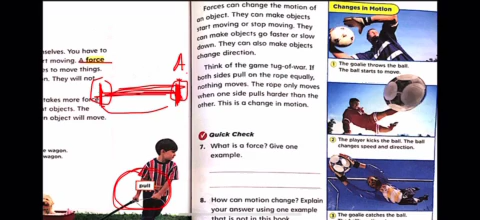 nselves. You have to
rt moving. A force
es to move things.
n. They will not
takes more force
t objects. The
n object will move.
e wagon.
wagon.
A
pull
Forces can change the motion of
an object. They can make objects
start moving or stop moving. They
can make objects go faster or slow
down. They can also make objects
change direction.
Think of the game tug-of-war. If
both sides pull on the rope equally,
nothing moves. The rope only moves
when one side pulls harder than the
other. This is a change in motion.
Quick Check
7. What is a force? Give one
example.
8. How can motion change? Explain
your answer using one example
that is not in this book.
Changes in Motion
1 The goalie throws the ball.
The ball starts to move.
2 The player kicks the ball. The ball
changes speed and direction.
3 The goalie catches the ball.